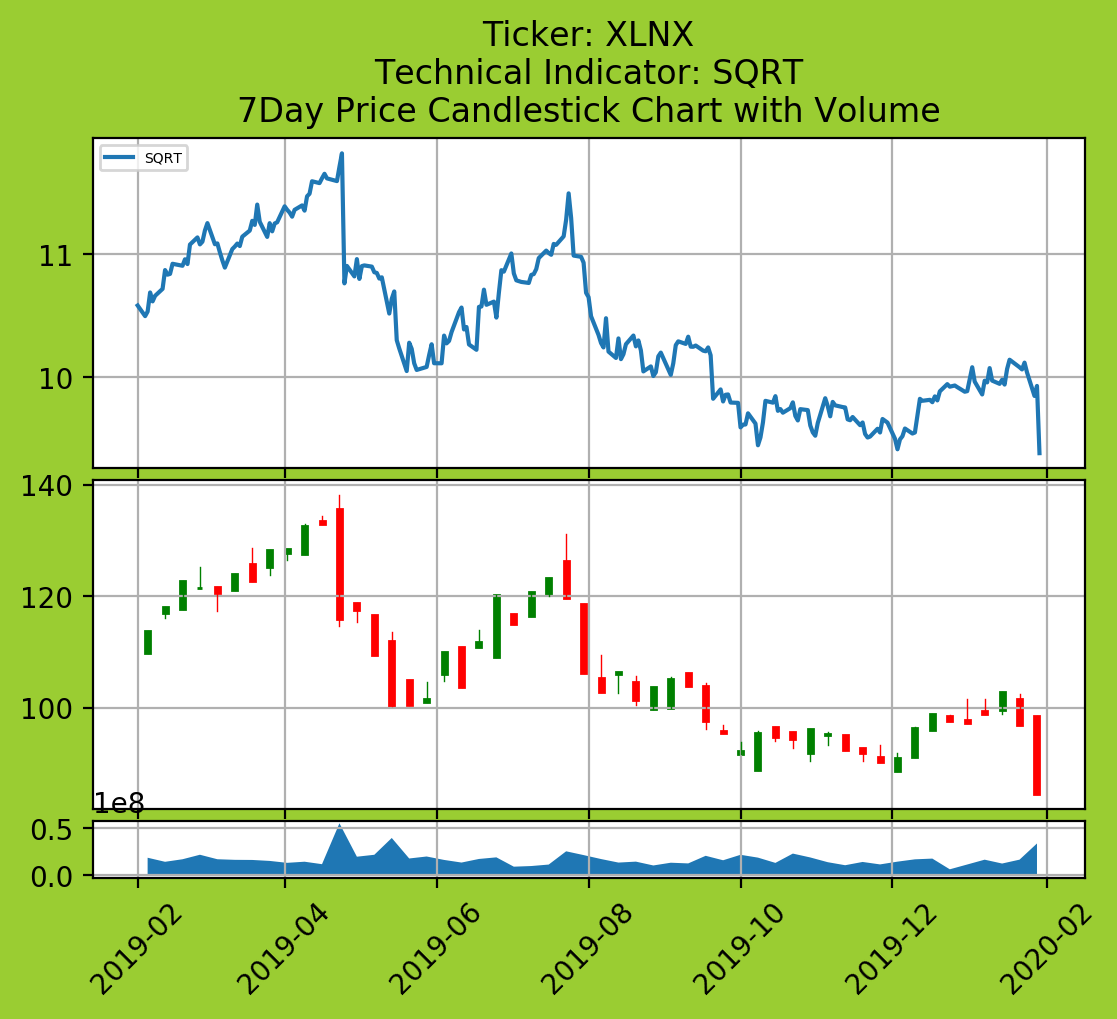 Ticker: XLNX
Technical Indicator: SQRT
7Day Price Candlestick Chart with Volume
SQRT
11
10
140
120
100
1e8
0.5
0.0
2019-02
2019-04
2019-06
2019-08
2019-10
2019-12
2020-02